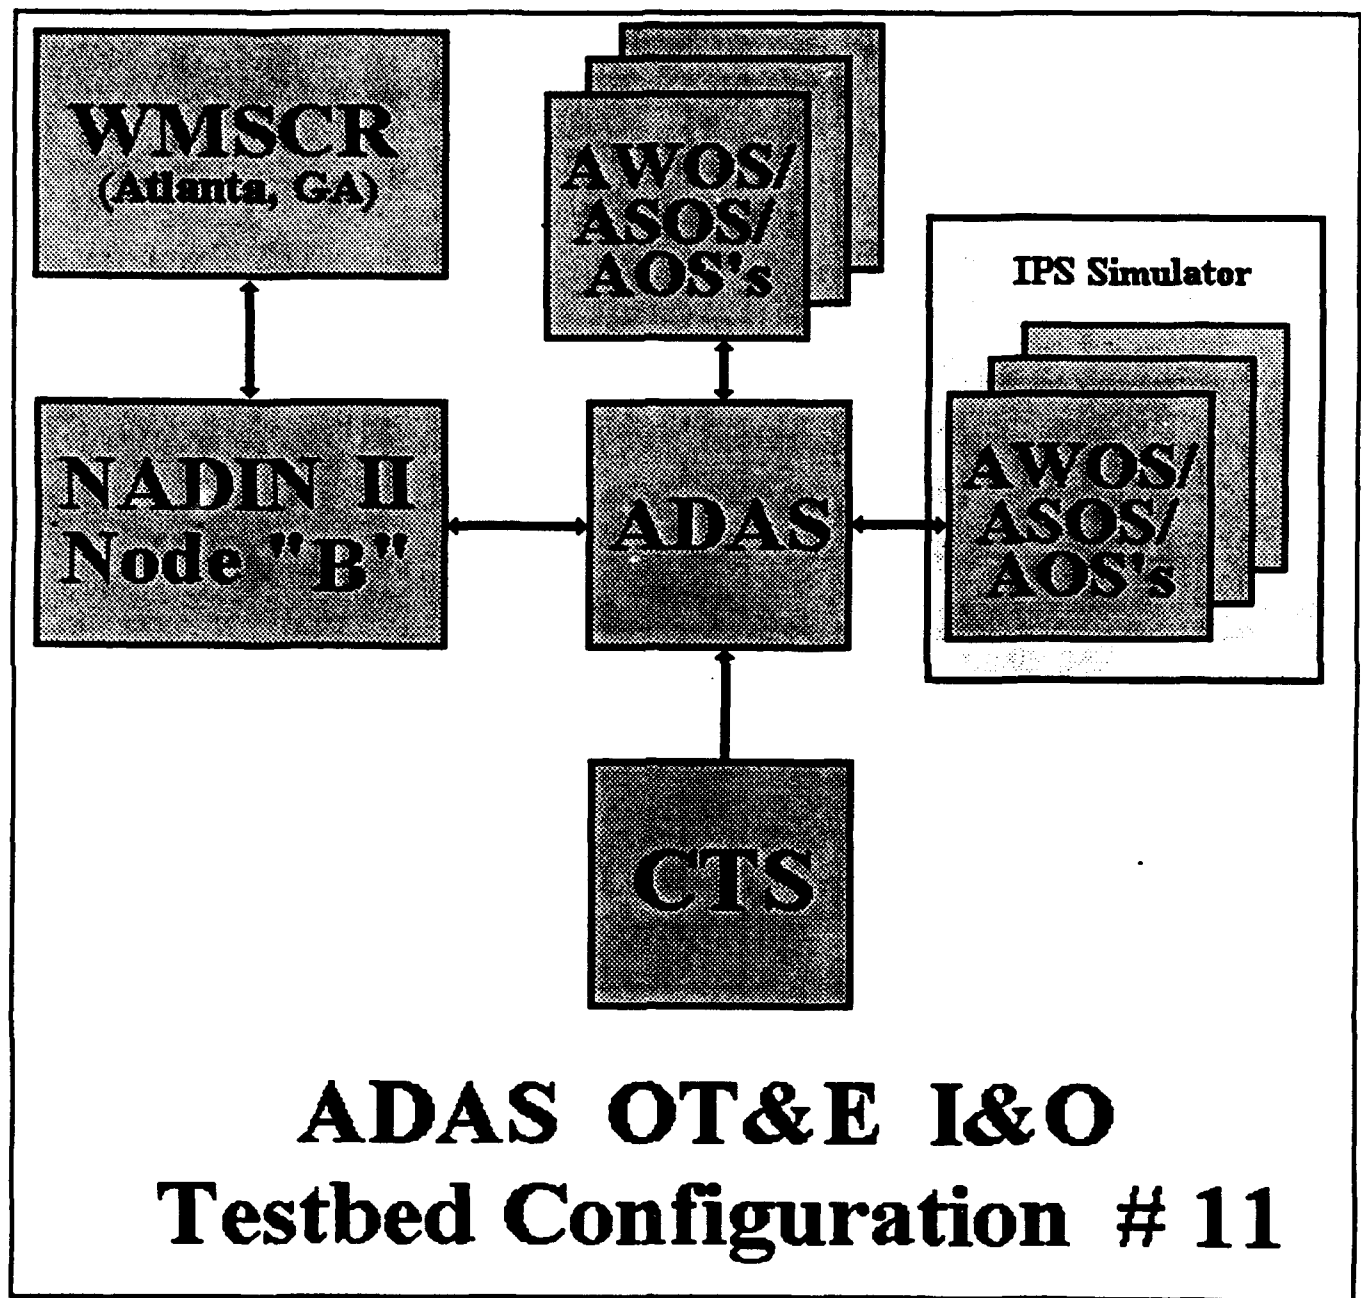 WMSCR
(Atlanta, GA)
AWOS/
ASOS/
AOS's
IPS Simulator
AWOS/
ASOS/
AOS's
NADIN II
Node "B"
ADAS
CTS
ADAS OT&E I&O
Testbed Configuration # 11